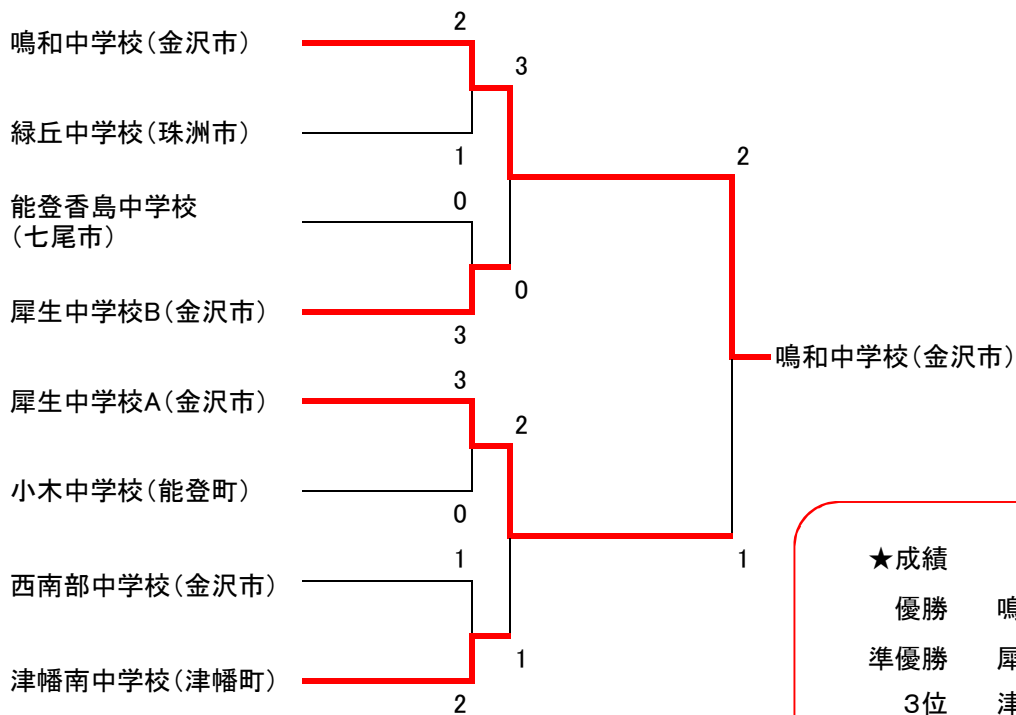 2
鳴和中学校(金沢市)
3
緑丘中学校(珠洲市)
1
2
0
能登香島中学校
(七尾市)
0
犀生中学校B(金沢市)
3
鳴和中学校(金沢市)
3
犀生中学校A(金沢市)
2
小木中学校(能登町)
0
1
1
西南部中学校(金沢市)
1
津幡南中学校(津幡町)
2
★成績
優勝 鳴
準優勝 犀
3位 津